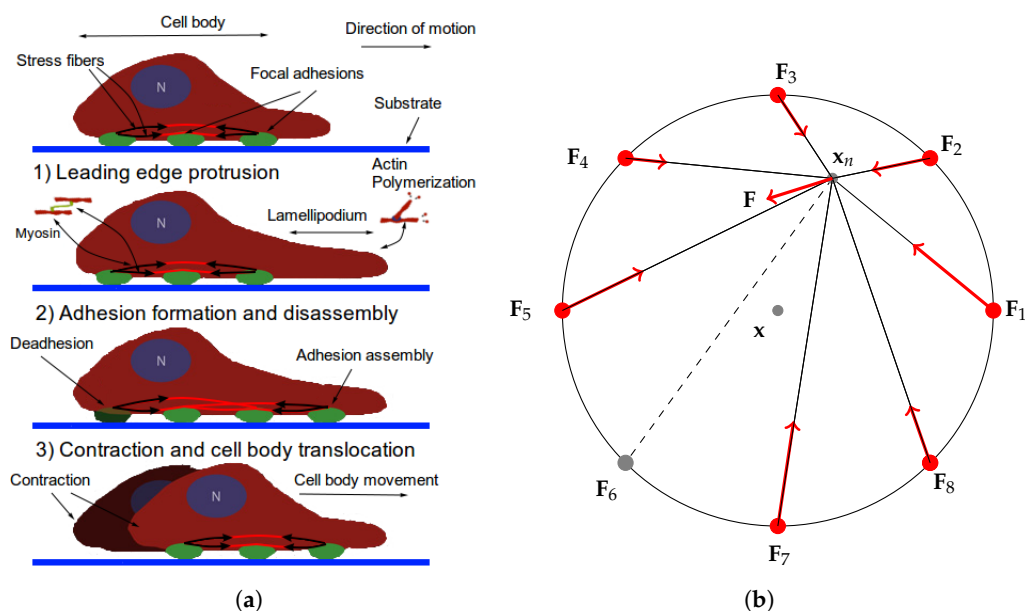 Cell body
Direction of motion
Stress fibers
Focal adhesions
N
Substrate
1) Leading edge protrusion
Actin
Polymerization
Lamellipodium
N
Myosin
2) Adhesion formation and disassembly
Deadhesion
Adhesion assembly
N
3) Contraction and cell body translocation
Contraction
Cell body movement
N
(a)
F3
F4
xn
F2
F
F5
x
F1
F6
F8
F7
(b)